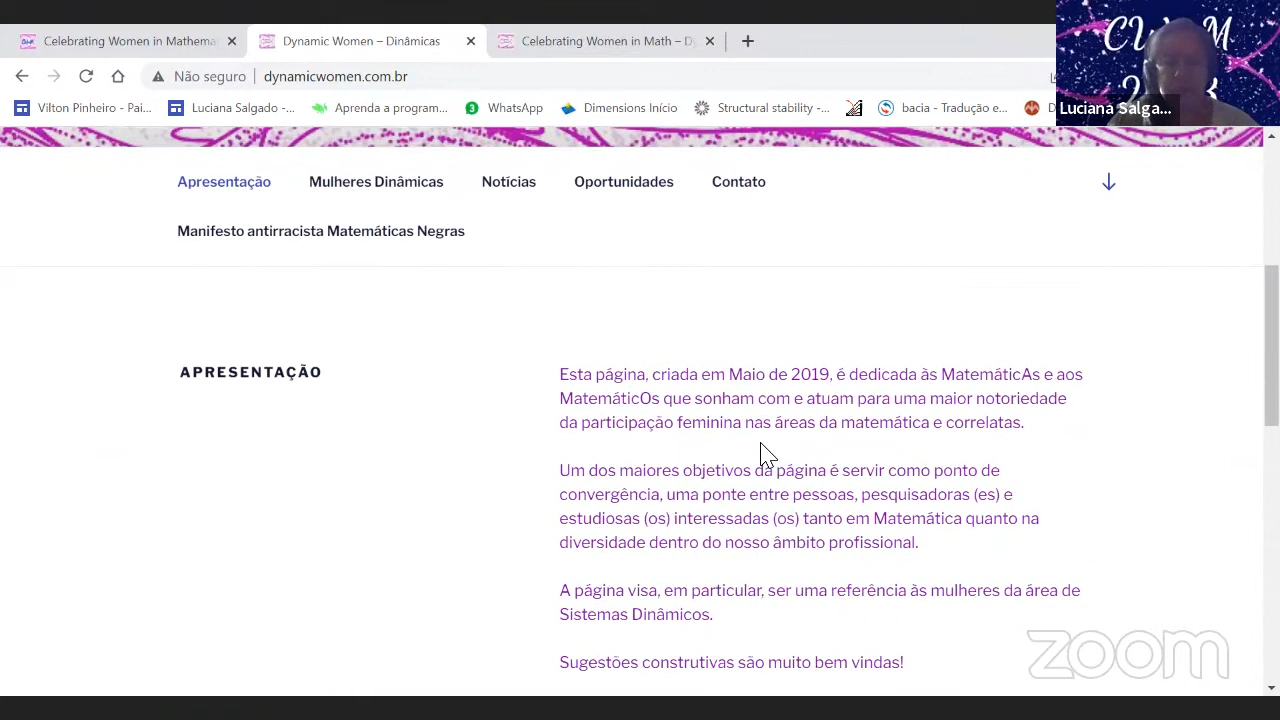 Celebrating Women in Mathema
Dynamic Women – Dinâmicas
Celebrating Women in Math – Dy
Não seguro
dynamicwomen.com.br
Vilton Pinheiro - Pai...
Luciana Salgado -...
Aprenda a program...
3
WhatsApp
Dimensions Início
Structural stability -...
bacia - Tradução e...
Luciana Salga...
Apresentação
Mulheres Dinâmicas
Notícias
Oportunidades
Contato
Manifesto antirracista Matemáticas Negras
APRESENTAÇÃO
Esta página, criada em Maio de 2019, é dedicada às MatemáticAs e aos
MatemáticOs que sonham com e atuam para uma maior notoriedade
da participação feminina nas áreas da matemática e correlatas.
Um dos maiores objetivos da página é servir como ponto de
convergência, uma ponte entre pessoas, pesquisadoras (es) e
estudiosas (os) interessadas (os) tanto em Matemática quanto na
diversidade dentro do nosso âmbito profissional.
A página visa, em particular, ser uma referência às mulheres da área de
Sistemas Dinâmicos.
Sugestões construtivas são muito bem vindas!
zoom